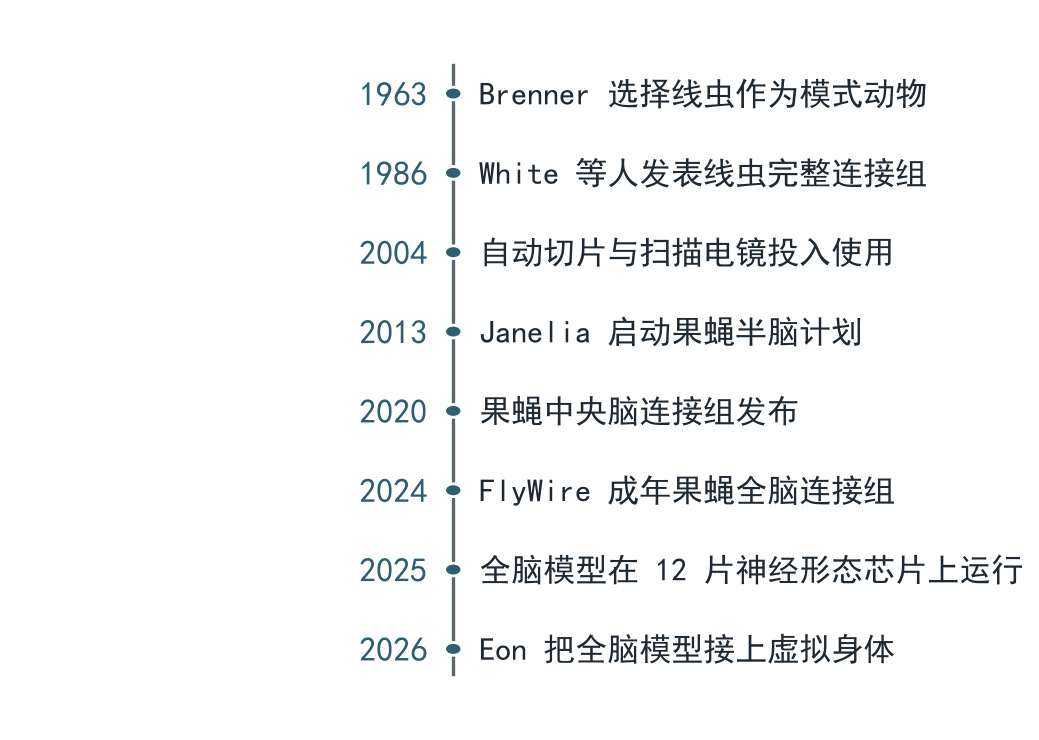 1963 Brenner 选择线虫作为模式动物
1986 White 等人发表线虫完整连接组
2004 自动切片与扫描电镜投入使用
2013 Janelia 启动果蝇半脑计划
2020 果蝇中央脑连接组发布
2024 FlyWire 成年果蝇全脑连接组
2025 全脑模型在 12 片神经形态芯片上运行
2026 Eon 把全脑模型接上虚拟身体